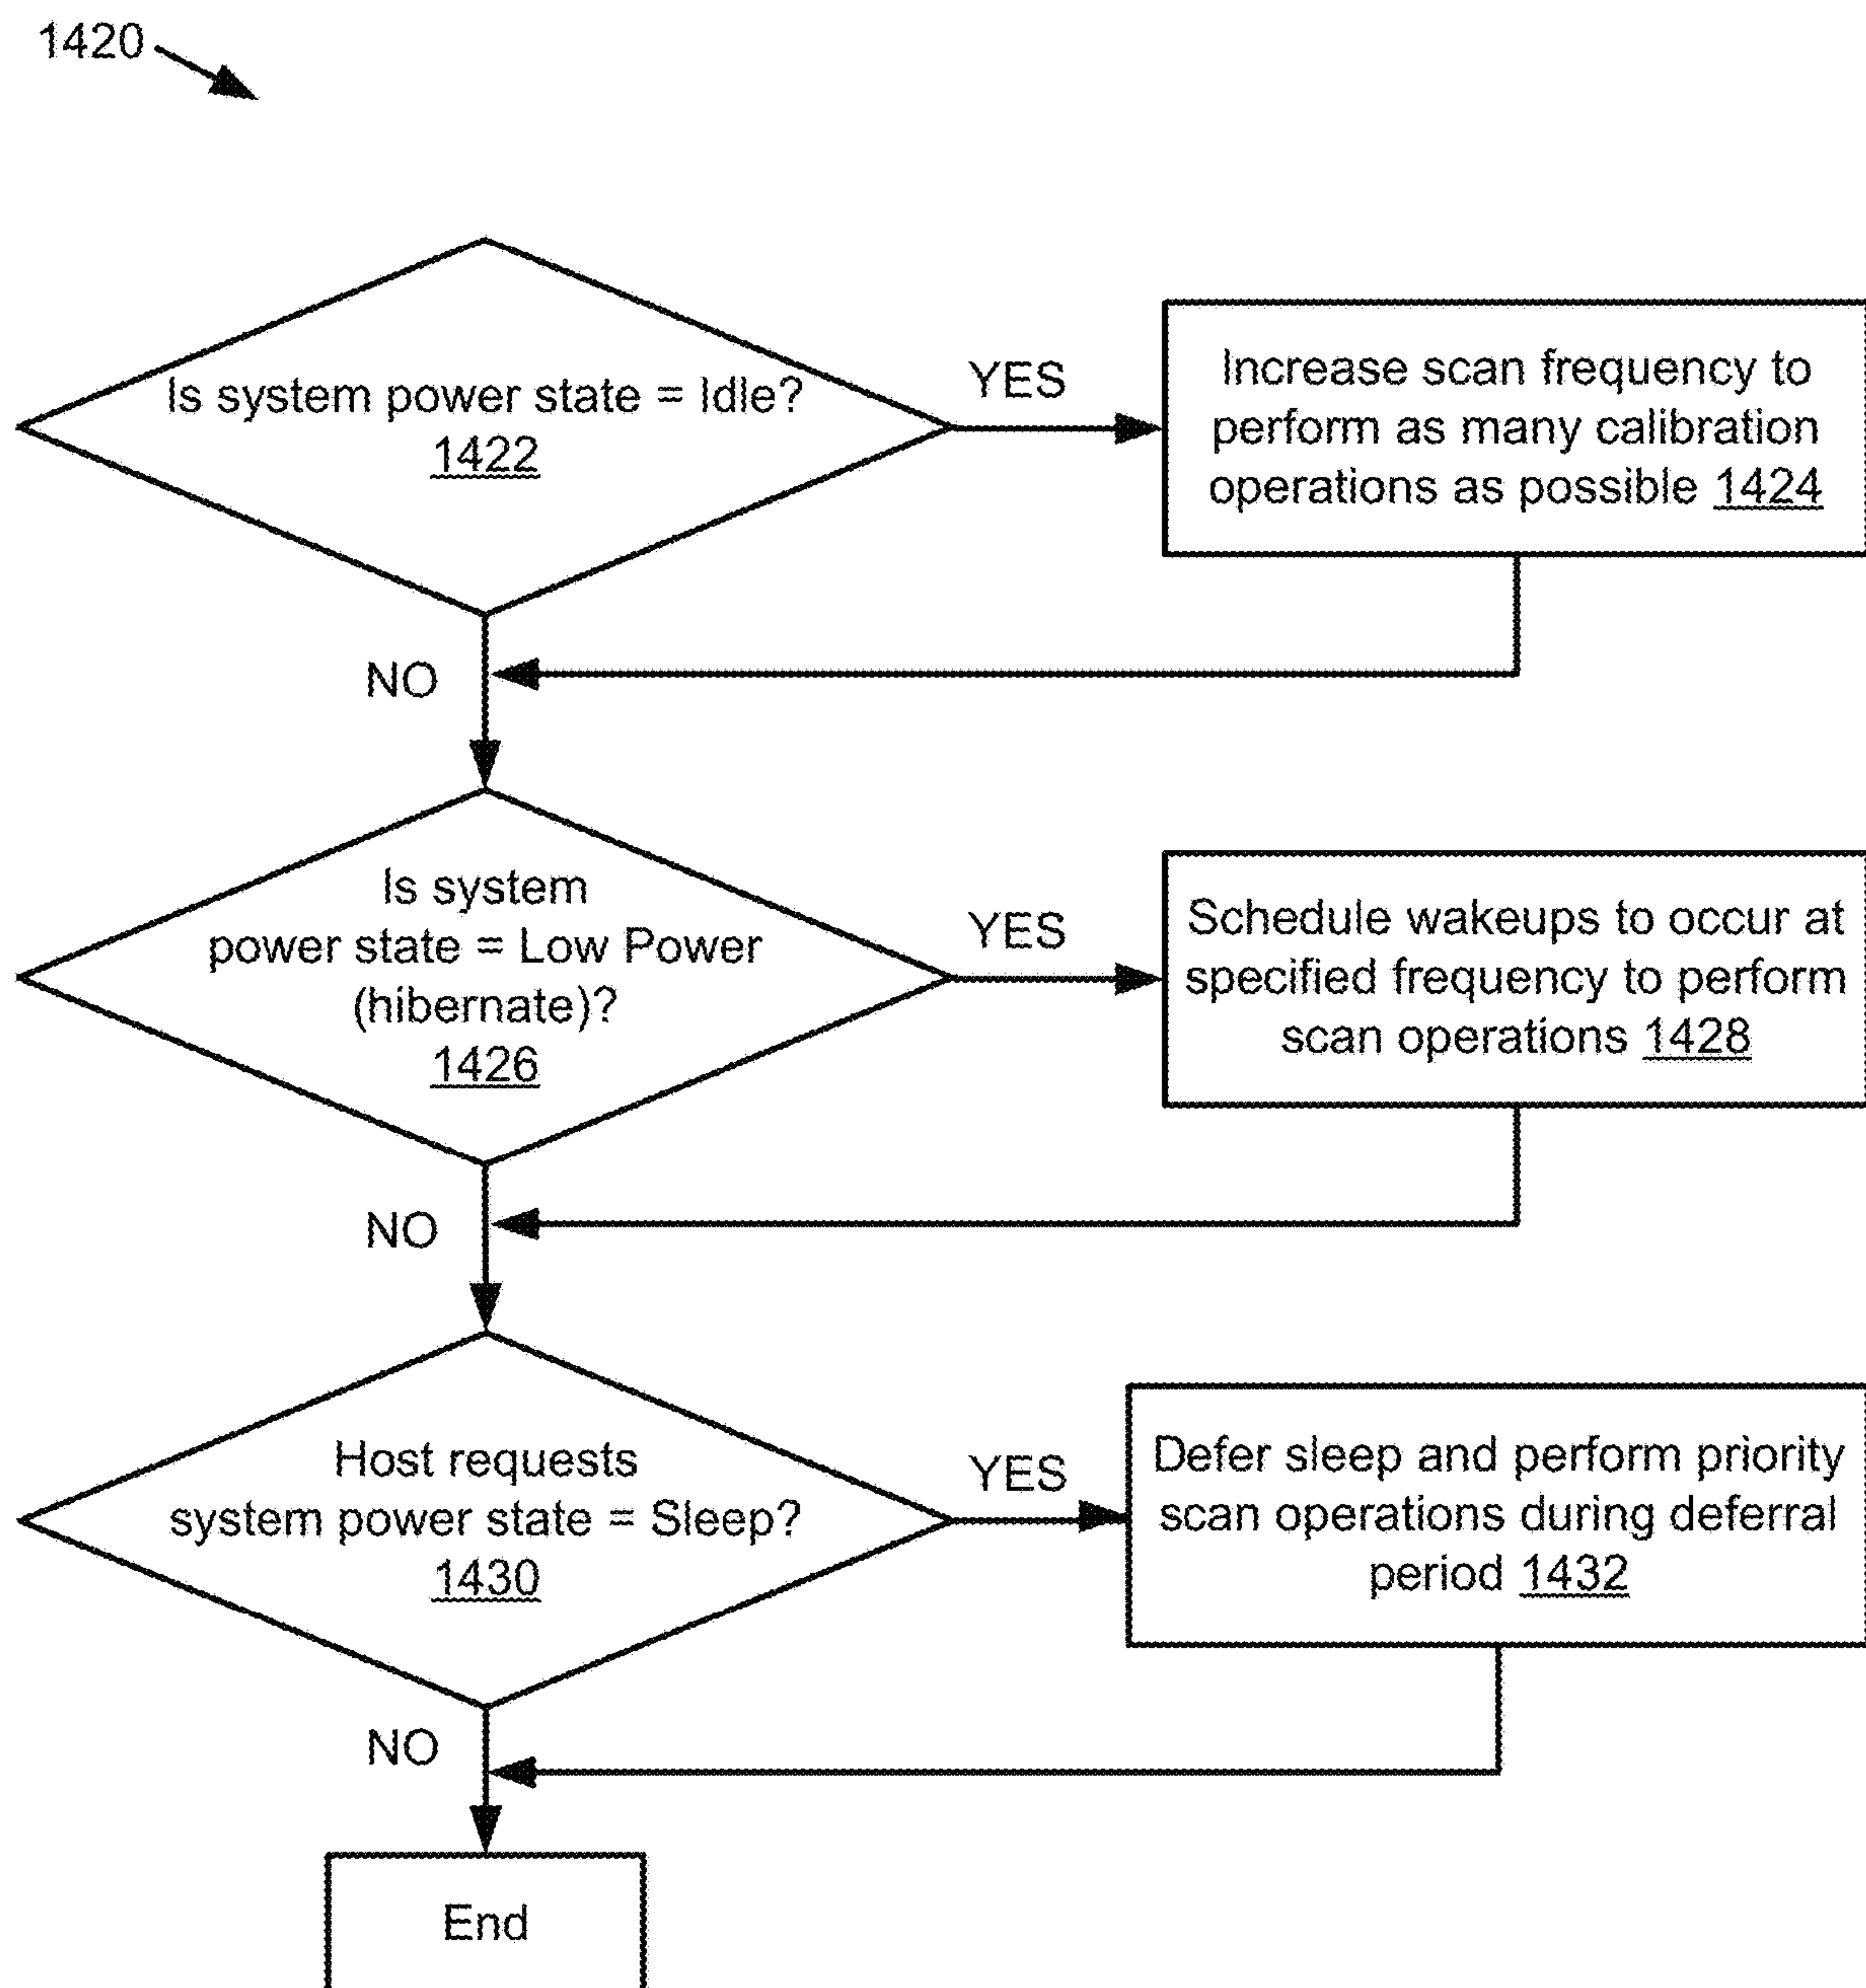 1420
Is system power state = Idle?
1422
YES
Increase scan frequency to
perform as many calibration
operations as possible 1424
NO
Is system
power state = Low Power
(hibernate)?
1426
YES
Schedule wakeups to occur at
specified frequency to perform
scan operations 1428
NO
Host requests
system power state = Sleep?
1430
YES
Defer sleep and perform priority
scan operations during deferral
period 1432
NO
End